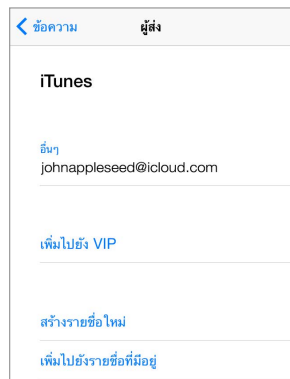 ข้อความ ผู้ส่ง
iTunes
อื่นๆ
johnappleseed@icloud.com
เพิ่มไปยัง VIP
สร้างรายชื่อใหม่
เพิ่มไปยังรายชื่อที่มีอยู่